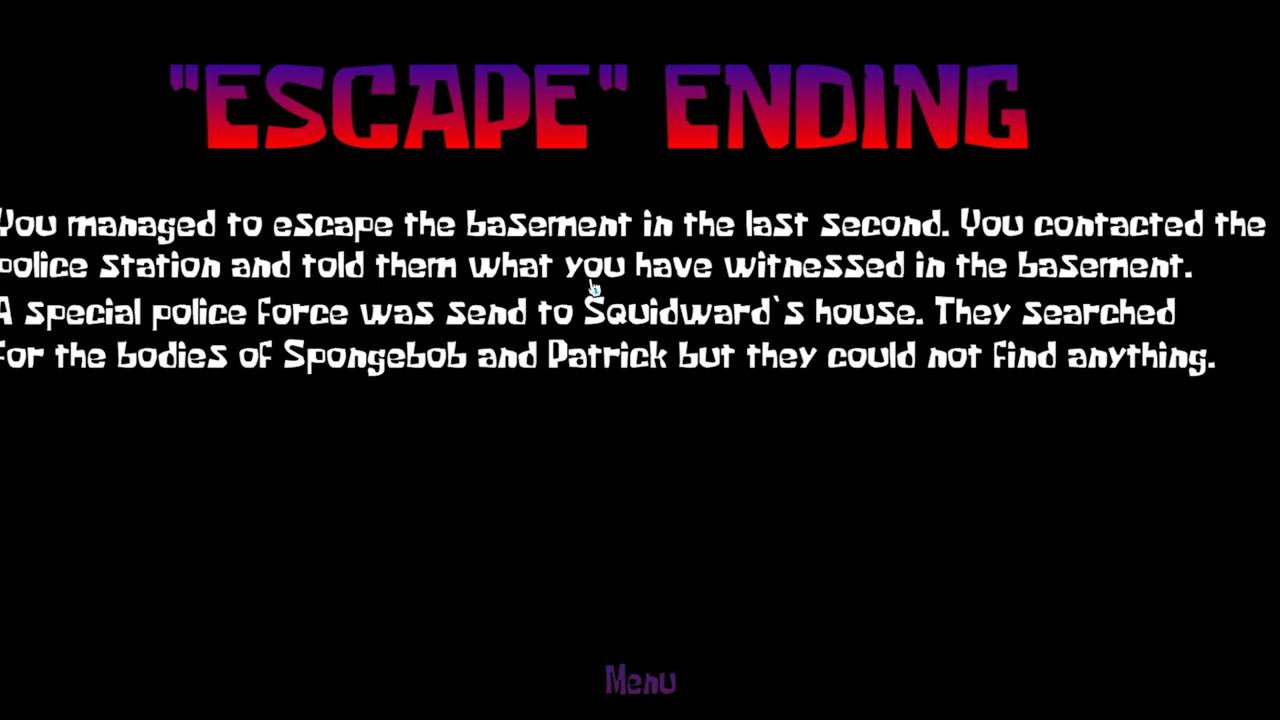 "ESCAPE" ENDING
You managed to escape the basement in the last second. You contacted the
police station and told them what you have witnessed in the basement.
A special police force was send to Squidward`s house. They searched
for the bodies of Spongebob and Patrick but they could not find anything.
Menu